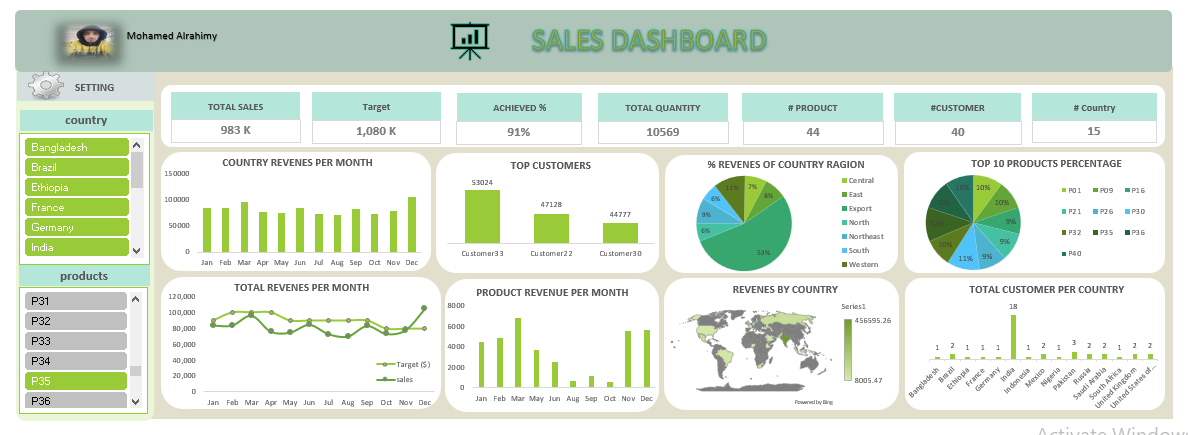 Mohamed Alrahimy
SALES DASHBOARD
SETTING
country
Bangladesh
Brazil
Ethiopia
France
Germany
India
products
P31
P32
P33
P34
P35
P36
TOTAL SALES
983 K
Target
1,080 K
ACHIEVED %
91%
TOTAL QUANTITY
10569
# PRODUCT
44
#CUSTOMER
40
# Country
15
COUNTRY REVENES PER MONTH
150000
100000
50000
0
Jan Feb Mar Apr May Jun Jul Aug Sep Oct Nov Dec
TOP CUSTOMERS
53024
47128
44777
Customer33 Customer22 Customer30
% REVENES OF COUNTRY RAGION
11% 7% 8%
6%
9%
6%
53%
Central
East
Export
North
Northeast
South
Western
TOP 10 PRODUCTS PERCENTAGE
10%
10%
9%
9%
9%
11%
10%
P01 P09 P16
P21 P26 P30
P32 P35 P36
P40
TOTAL REVENES PER MONTH
120,000
100,000
80,000
60,000
40,000
20,000
0
Jan Feb Mar Apr May Jun Jul Aug Sep Oct Nov Dec
Target ($)
sales
PRODUCT REVENUE PER MONTH
8000
6000
4000
2000
0
Jan Feb Mar Apr May Jun Jul Aug Sep Oct Nov Dec
REVENES BY COUNTRY
Series1
456595.26
8005.47
Powered by Bing
TOTAL CUSTOMER PER COUNTRY
1 2 1 1 1 18 1 2 1 3 2 2 1 2 2
Bangladesh
Brazil
Ethiopia
France
Germany
India
Indonesia
Mexico
Nigeria
Pakistan
Russia
Saudi Arabia
South Africa
United Kingdom
United States of...
Activate Windows